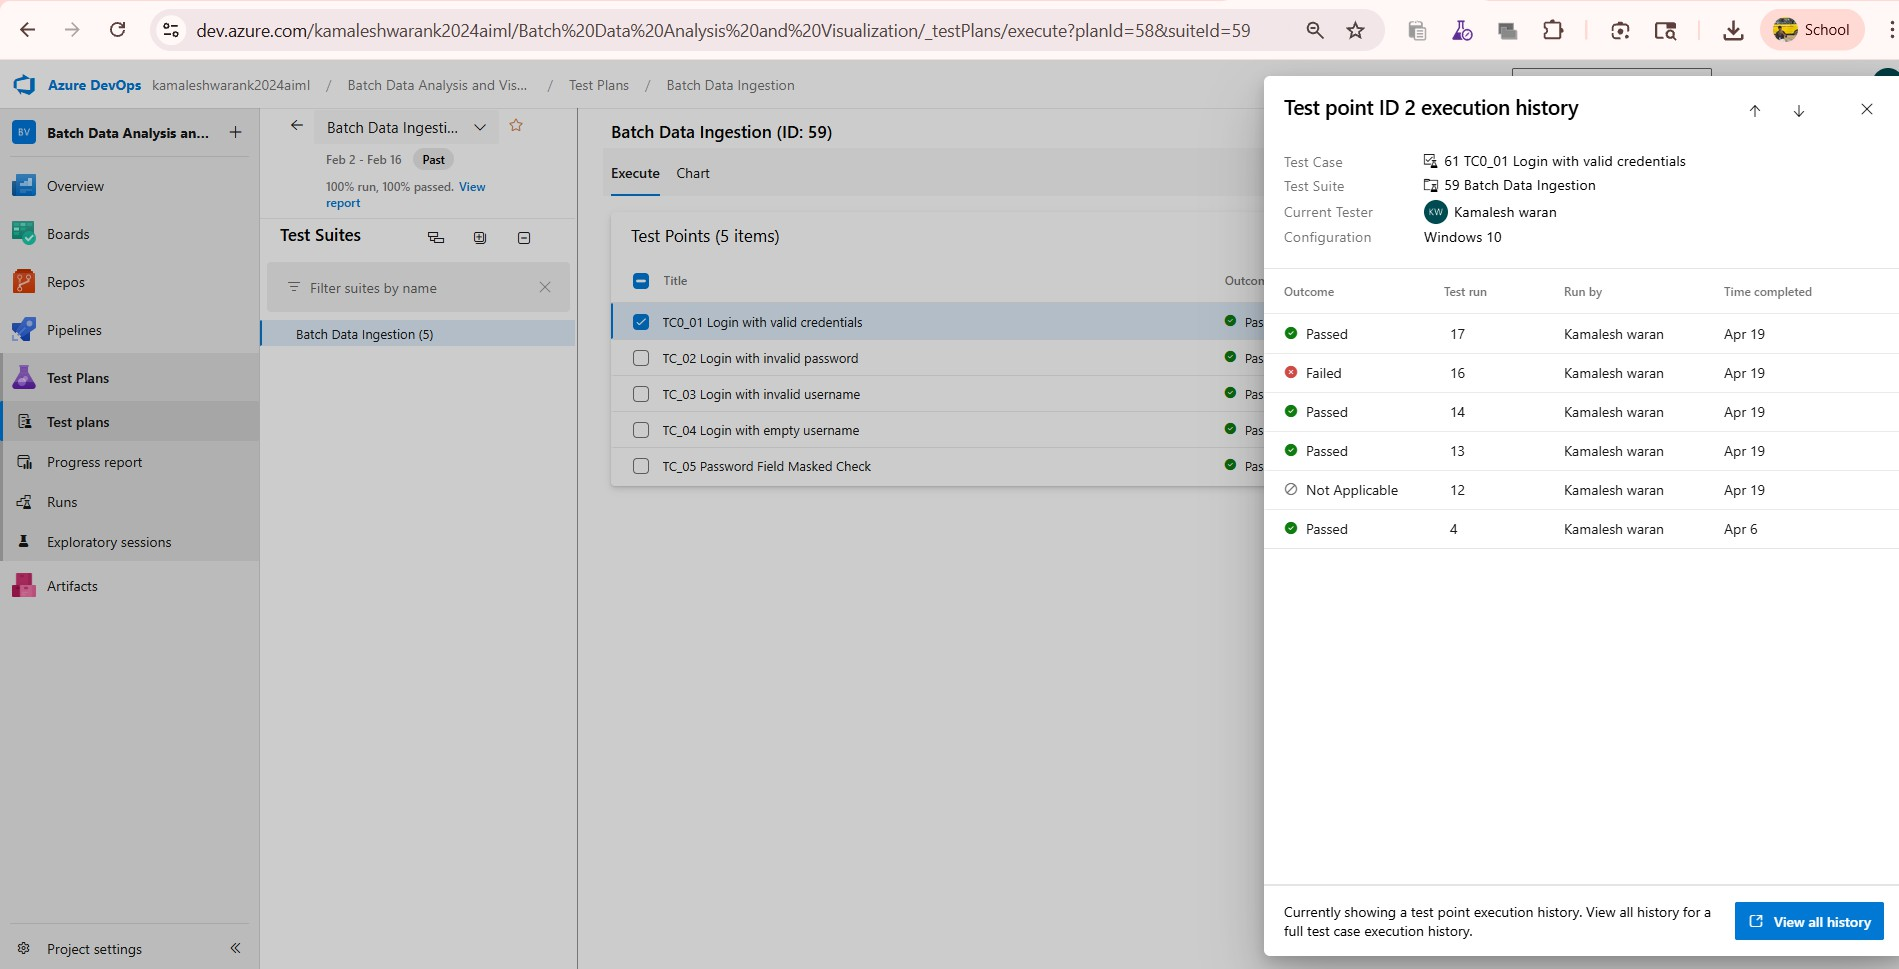 dev.azure.com/kamaleshwarank2024aiml/Batch%20Data%20Analysis%20and%20Visualization/_testPlans/execute?planId=58&suiteId=59
School
Azure DevOps
kamaleshwarank2024aiml / Batch Data Analysis and Vis... / Test Plans / Batch Data Ingestion
BV
Batch Data Analysis an...
Overview
Boards
Repos
Pipelines
Test Plans
Test plans
Progress report
Runs
Exploratory sessions
Artifacts
Project settings
Batch Data Ingesti...
Feb 2 - Feb 16 Past
100% run, 100% passed. View
report
Test Suites
Filter suites by name
Batch Data Ingestion (5)
Batch Data Ingestion (ID: 59)
Execute Chart
Test Points (5 items)
Title Outcom
TC0_01 Login with valid credentials Pas
TC_02 Login with invalid password Pas
TC_03 Login with invalid username Pas
TC_04 Login with empty username Pas
TC_05 Password Field Masked Check Pas
Test point ID 2 execution history
Test Case 61 TC0_01 Login with valid credentials
Test Suite 59 Batch Data Ingestion
Current Tester KW Kamalesh waran
Configuration Windows 10
Outcome Test run Run by Time completed
Passed 17 Kamalesh waran Apr 19
Failed 16 Kamalesh waran Apr 19
Passed 14 Kamalesh waran Apr 19
Passed 13 Kamalesh waran Apr 19
Not Applicable 12 Kamalesh waran Apr 19
Passed 4 Kamalesh waran Apr 6
Currently showing a test point execution history. View all history for a
full test case execution history.
View all history